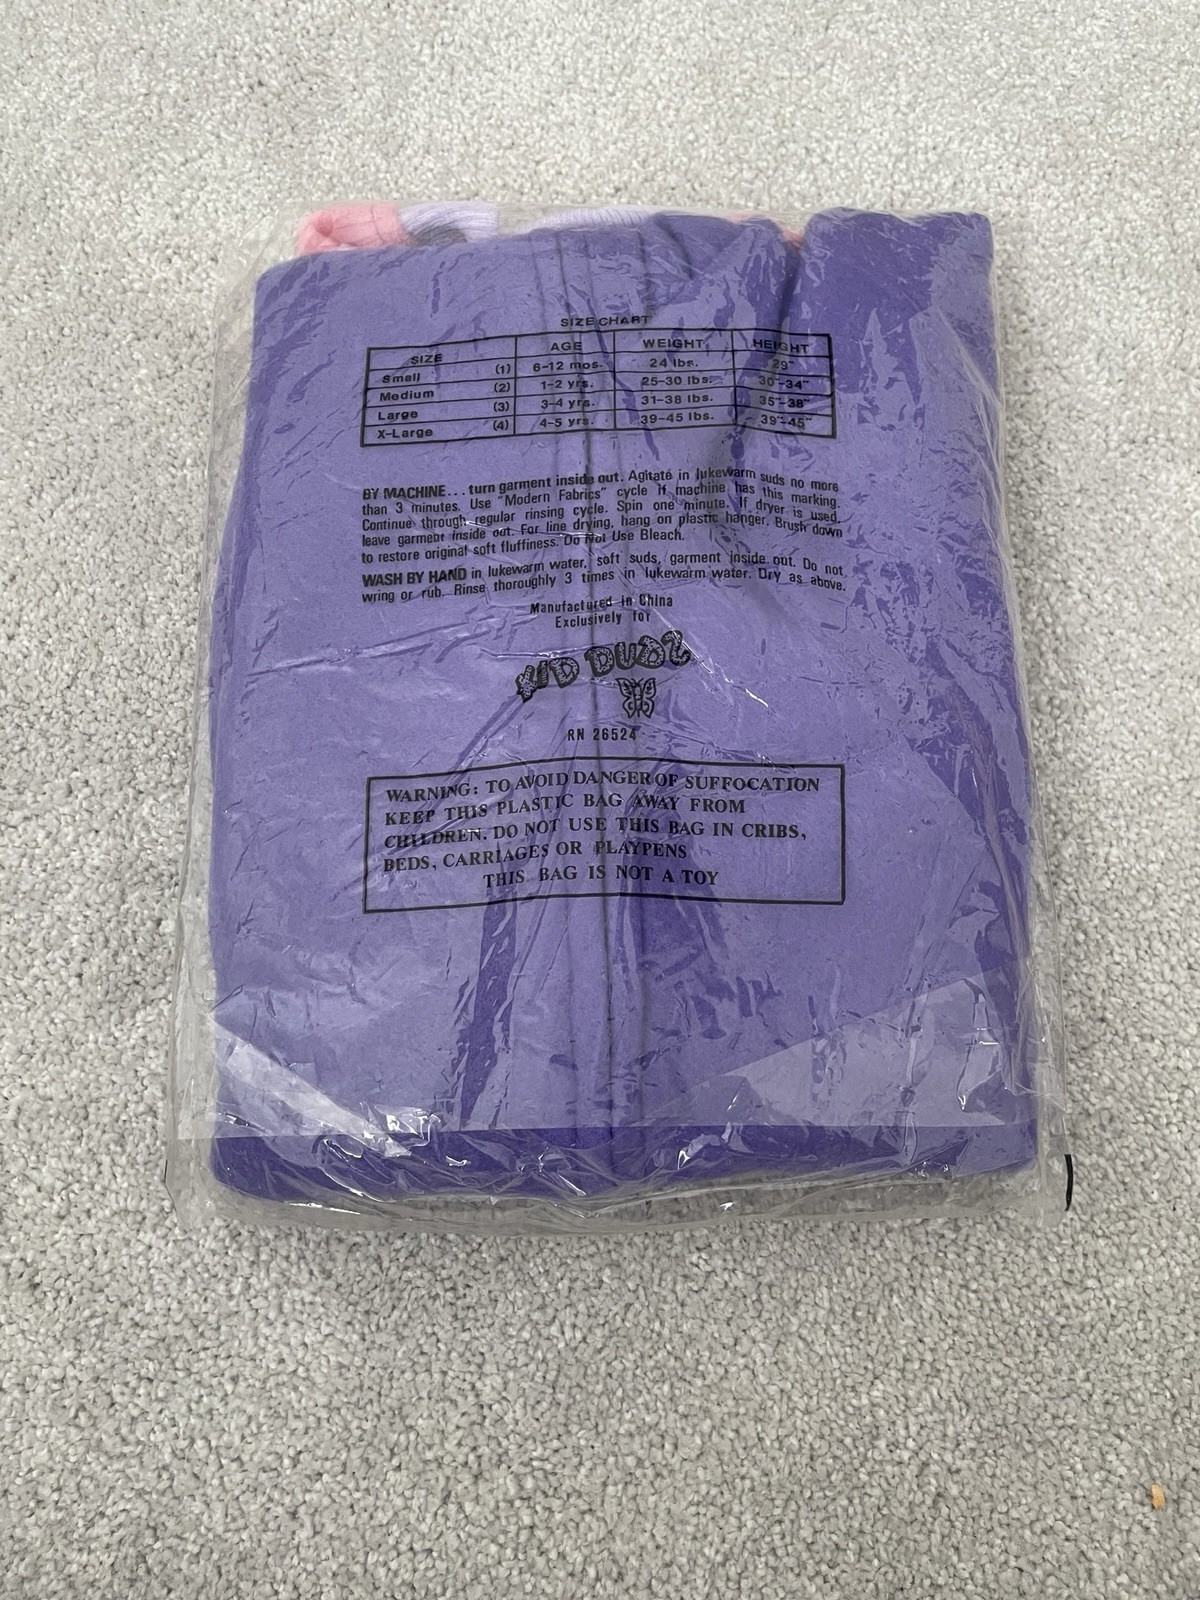 SIZE CHART
SIZE AGE WEIGHT HEIGHT
Small (1) 6-12 mos. 24 lbs. 29"
Medium (2) 1-2 yrs. 25-30 lbs. 30"-34"
Large (3) 3-4 yrs. 31-38 lbs. 35"-38"
X-Large (4) 4-5 yrs. 39-45 lbs. 39"-45"
BY MACHINE... turn garment inside out. Agitate in lukewarm suds no more
than 3 minutes. Use "Modern Fabrics" cycle if machine has this marking.
Continue through regular rinsing cycle. Spin one minute. If dryer is used,
leave garment inside out. For line drying, hang on plastic hanger. Brush down
to restore original soft fluffiness. Do Not Use Bleach.
WASH BY HAND in lukewarm water, soft suds, garment inside out. Do not
wring or rub. Rinse thoroughly 3 times in lukewarm water. Dry as above.
Manufactured in China
Exclusively for
KID DUDZ
RN 26524
WARNING: TO AVOID DANGER OF SUFFOCATION
KEEP THIS PLASTIC BAG AWAY FROM
CHILDREN. DO NOT USE THIS BAG IN CRIBS,
BEDS, CARRIAGES OR PLAYPENS
THIS BAG IS NOT A TOY